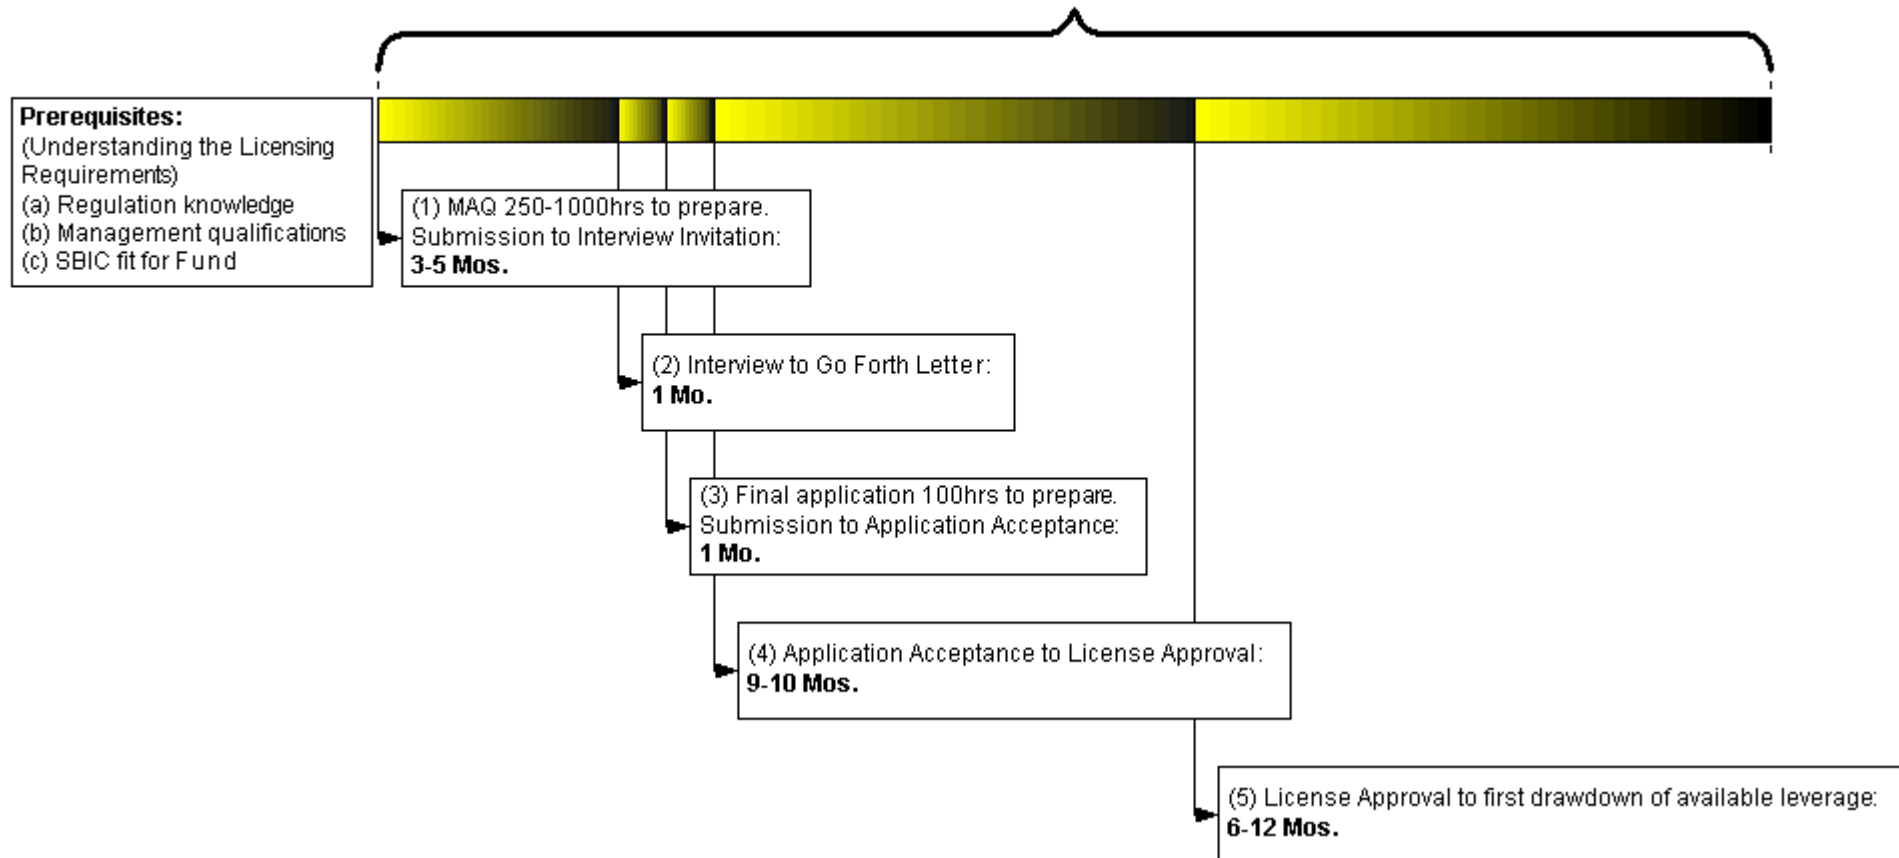 Prerequisites:
(Understanding the Licensing
Requirements)
(a) Regulation knowledge
(b) Management qualifications
(c) SBIC fit for Fund
(1) MAQ 250-1000hrs to prepare.
Submission to Interview Invitation:
3-5 Mos.
(2) Interview to Go Forth Letter:
1 Mo.
(3) Final application 100hrs to prepare.
Submission to Application Acceptance:
1 Mo.
(4) Application Acceptance to License Approval:
9-10 Mos.
(5) License Approval to first drawdown of available leverage:
6-12 Mos.